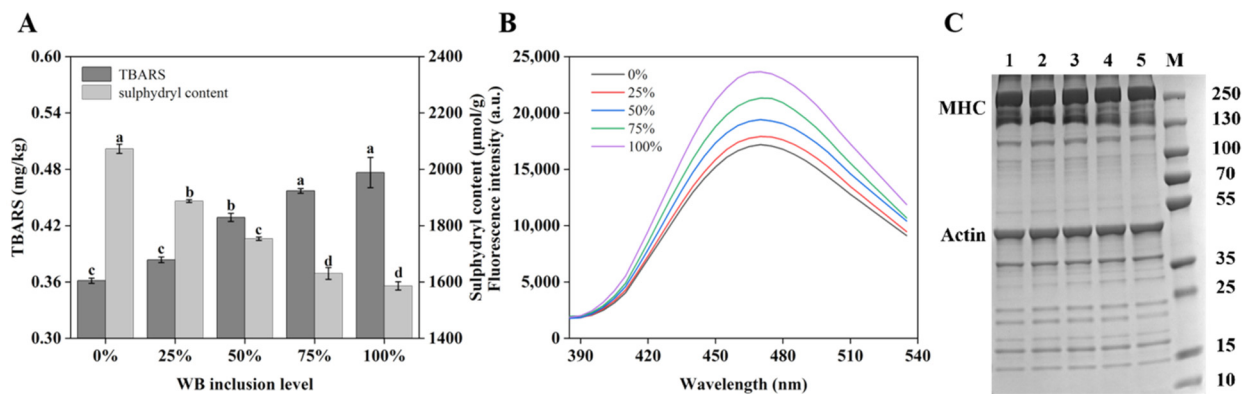 A
TBARS (mg/kg)
0.60
0.54
0.48
0.42
0.36
0.30
TBARS
sulphydryl content
c
a
c
b
b
c
a
d
a
d
0%
25%
50%
75%
100%
WB inclusion level
2400
2200
2000
1800
1600
1400
Sulphydryl content (μmol/g)
B
Fluorescence intensity (a.u.)
25,000
20,000
15,000
10,000
5,000
0
0%
25%
50%
75%
100%
390
420
450
480
510
540
Wavelength (nm)
C
1 2 3 4 5 M
MHC
Actin
250
130
100
70
55
35
25
15
10